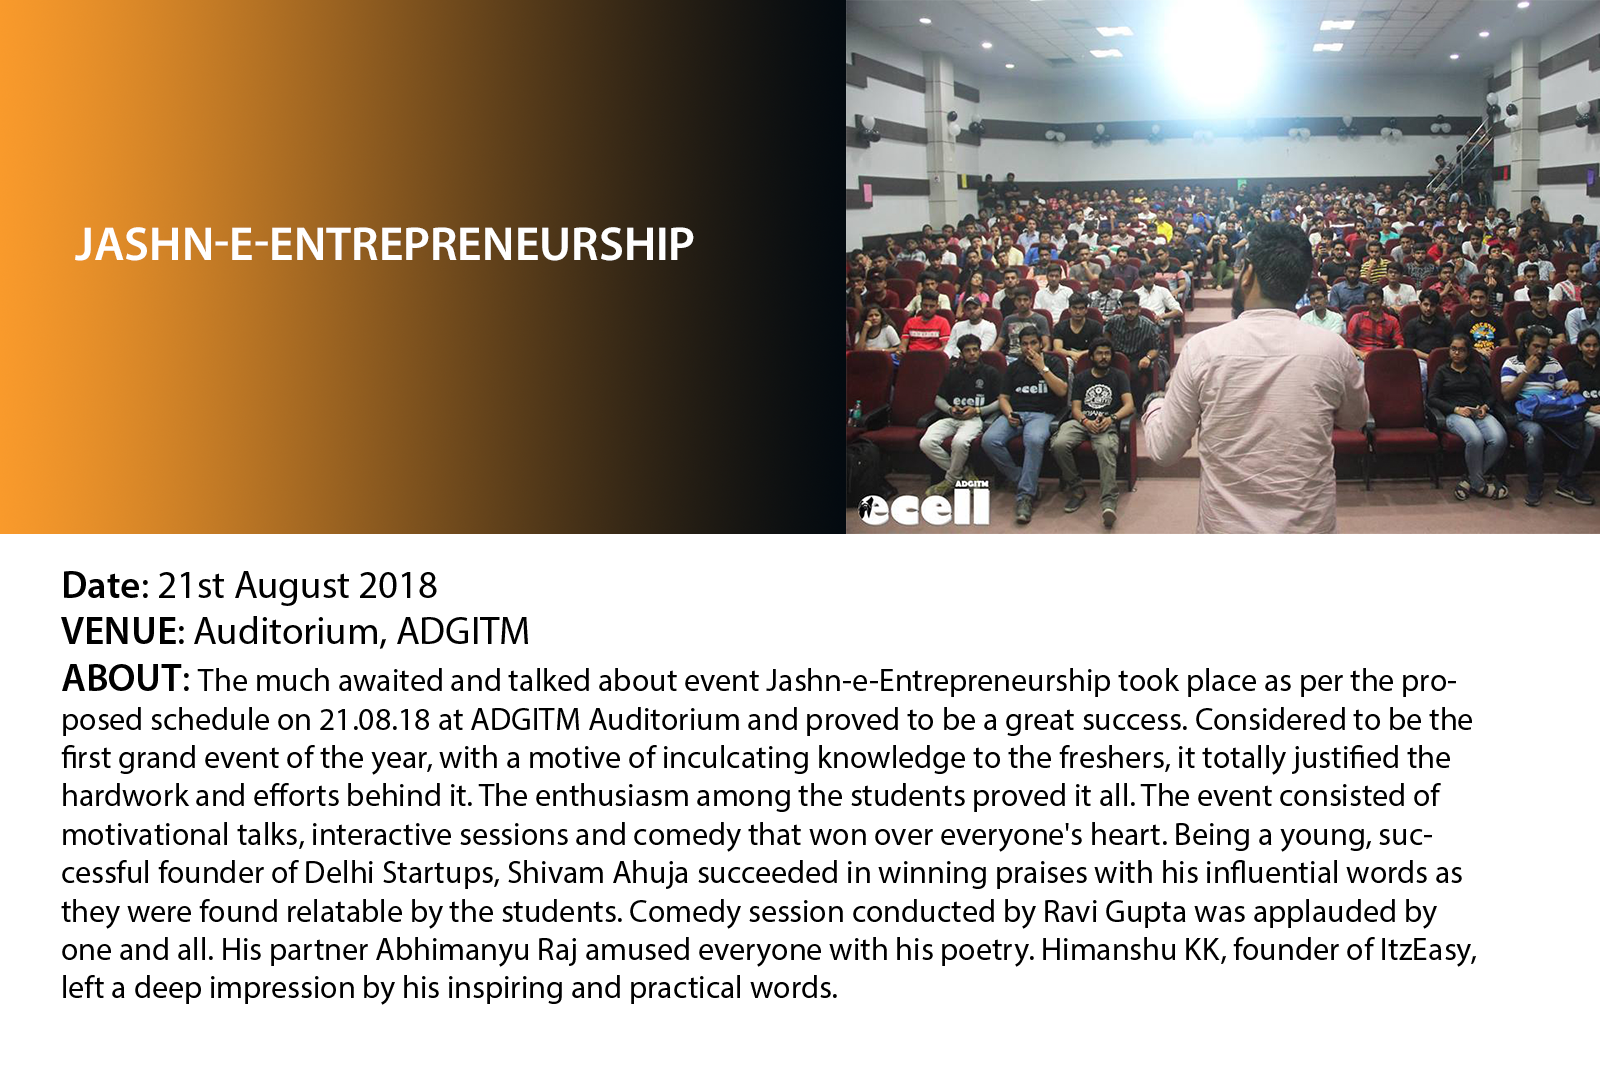 JASHN-E-ENTREPRENEURSHIP
ecell
ecell
ADGITM
ecell
Date: 21st August 2018
VENUE: Auditorium, ADGITM
ABOUT: The much awaited and talked about event Jashn-e-Entrepreneurship took place as per the pro-
posed schedule on 21.08.18 at ADGITM Auditorium and proved to be a great success. Considered to be the
first grand event of the year, with a motive of inculcating knowledge to the freshers, it totally justified the
hardwork and efforts behind it. The enthusiasm among the students proved it all. The event consisted of
motivational talks, interactive sessions and comedy that won over everyone's heart. Being a young, suc-
cessful founder of Delhi Startups, Shivam Ahuja succeeded in winning praises with his influential words as
they were found relatable by the students. Comedy session conducted by Ravi Gupta was applauded by
one and all. His partner Abhimanyu Raj amused everyone with his poetry. Himanshu KK, founder of ItzEasy,
left a deep impression by his inspiring and practical words.